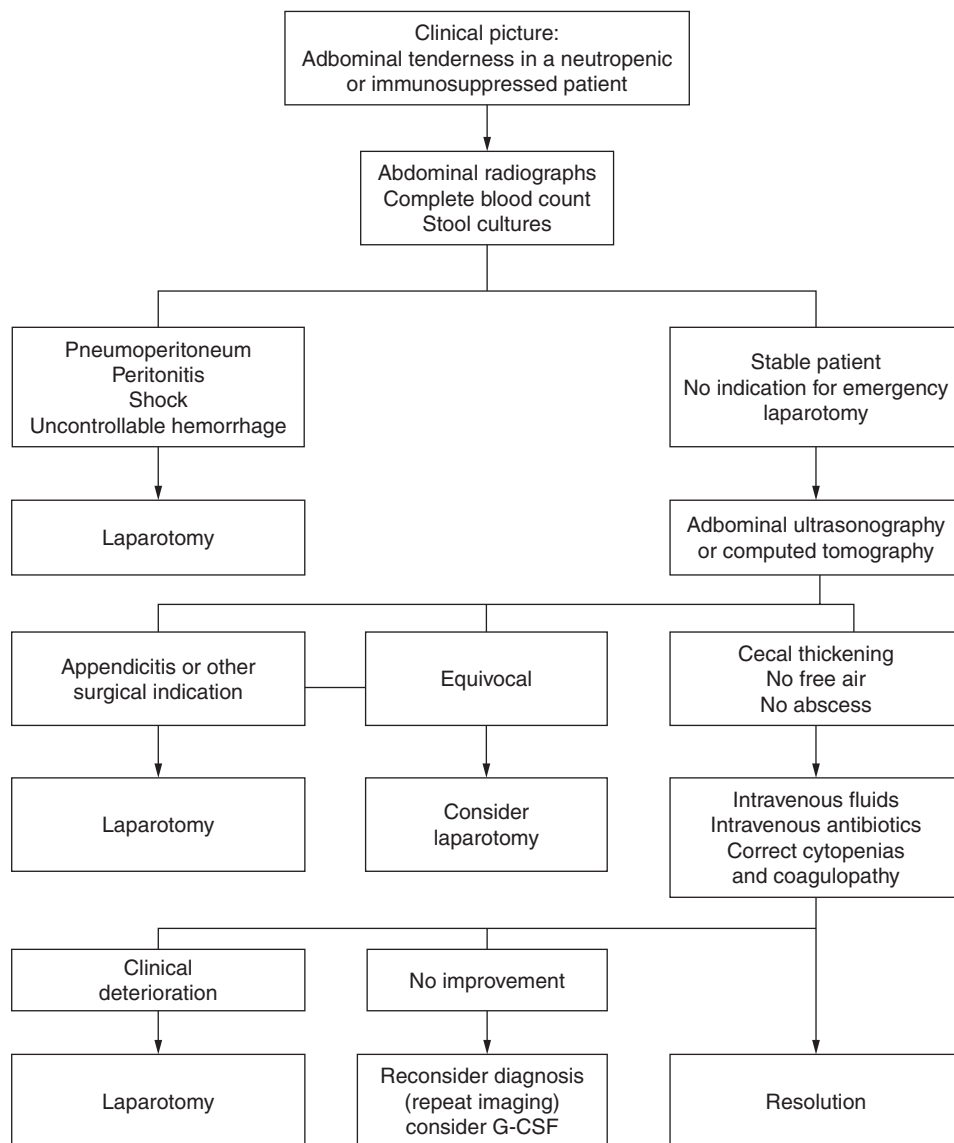 Clinical picture:
Adbominal tenderness in a neutropenic
or immunosuppressed patient
Abdominal radiographs
Complete blood count
Stool cultures
Pneumoperitoneum
Peritonitis
Shock
Uncontrollable hemorrhage
Stable patient
No indication for emergency
laparotomy
Laparotomy
Adbominal ultrasonography
or computed tomography
Appendicitis or other
surgical indication
Equivocal
Cecal thickening
No free air
No abscess
Laparotomy
Consider
laparotomy
Intravenous fluids
Intravenous antibiotics
Correct cytopenias
and coagulopathy
Clinical
deterioration
No improvement
Laparotomy
Reconsider diagnosis
(repeat imaging)
consider G-CSF
Resolution